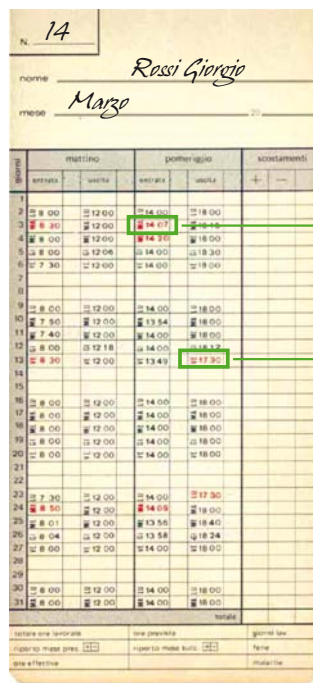 N. 14
nome Rossi Giorgio
mese Marzo 20
giorni mattino pomeriggio scostamenti
entrata uscita entrata uscita + -
1
2 8 00 12 00 14 00 18 00
3 8 30 12 00 14 07
4 8 00 12 00 14 20 18 00
5 8 00 12 06 14 00 18 30
6 7 30 12 00 14 00 18 00
7
8
9 8 00 12 00 14 00 18 00
10 7 50 12 00 13 54 18 00
11 7 40 12 00 14 00 18 00
12 8 00 12 18 14 00
13 8 30 12 00 13 49 17 30
14
15
16 8 00 12 00 14 00 18 00
17 8 00 12 00 14 00 18 00
18 8 00 12 00 14 00 18 00
19 8 00 12 00 14 00 18 00
20 8 00 12 00 14 00 18 00
21
22
23 7 30 12 00 14 00 17 30
24 8 50 12 00 14 09 18 00
25 8 01 12 00 13 56 18 40
26 8 04 12 00 13 58 18 24
27 8 00 12 00 14 00 18 00
28
29
30 8 00 12 00 14 00 18 00
31 8 00 12 00 14 00 18 00
totale
totale ore lavorate ore previste giorni lav.
riporto mese prec. + - riporto mese succ. + - ferie
ore effettive malattie